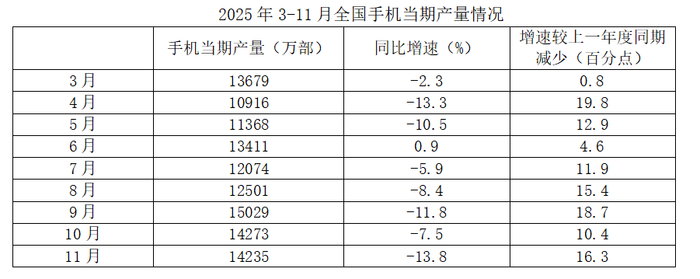 2025 年 3-11 月全国手机当期产量情况
手机当期产量（万部） 同比增速（%） 增速较上一年度同期减少（百分点）
3 月 13679 -2.3 0.8
4 月 10916 -13.3 19.8
5 月 11368 -10.5 12.9
6 月 13411 0.9 4.6
7 月 12074 -5.9 11.9
8 月 12501 -8.4 15.4
9 月 15029 -11.8 18.7
10 月 14273 -7.5 10.4
11 月 14235 -13.8 16.3